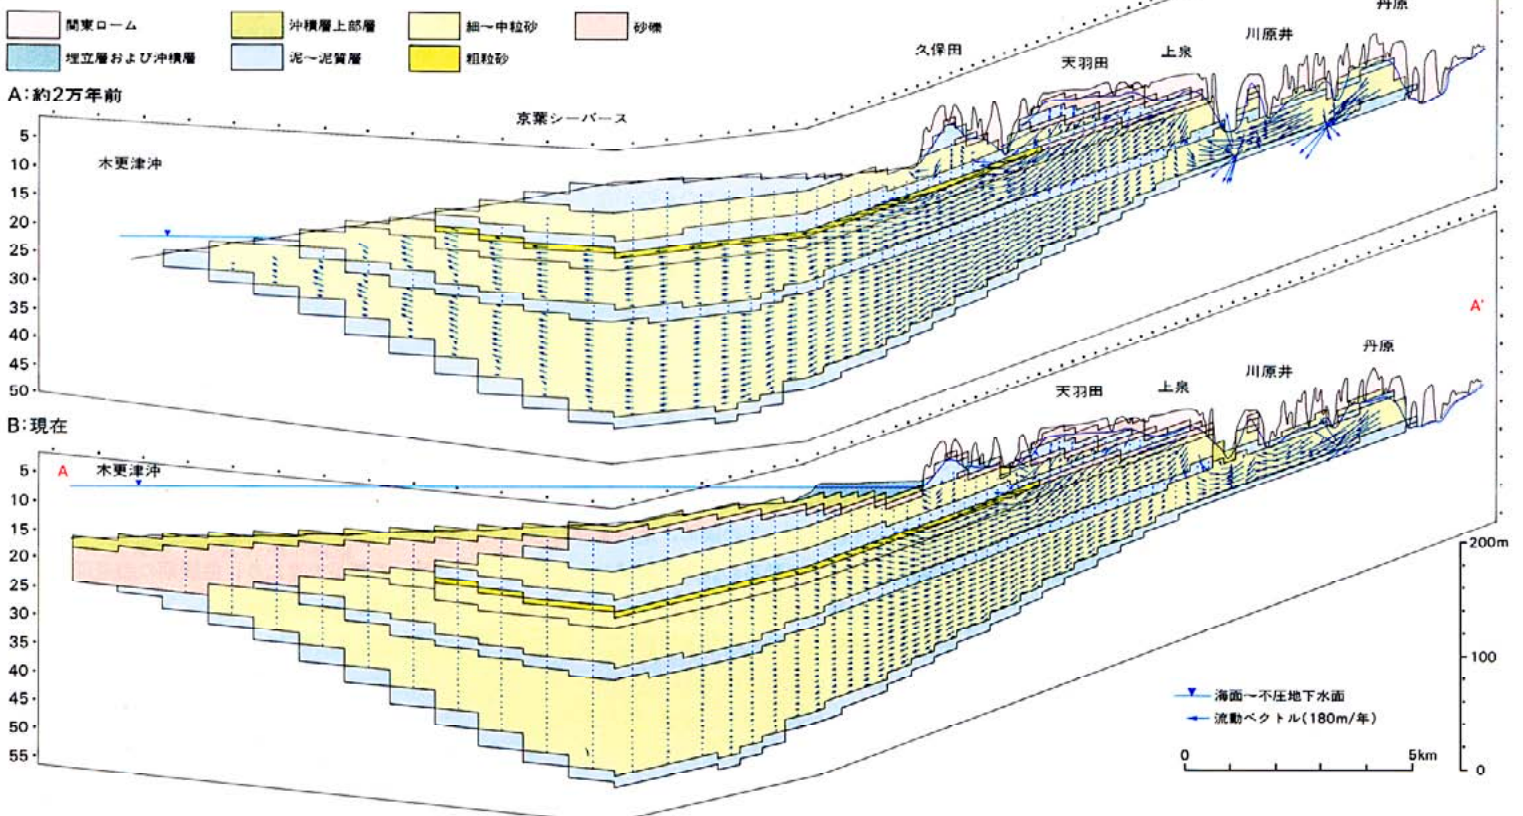 関東ローム
沖積層上部層
細～中粒砂
砂礫
埋立層および沖積層
泥～泥質層
粗粒砂
A：約2万年前
丹原
川原井
上泉
天羽田
久保田
京葉シーバース
木更津沖
5
10
15
20
25
30
35
40
45
50
A'
B：現在
丹原
川原井
上泉
天羽田
A
木更津沖
5
10
15
20
25
30
35
40
45
50
55
200m
100
0
海面～不圧地下水面
流動ベクトル(180m/年)
0
5km